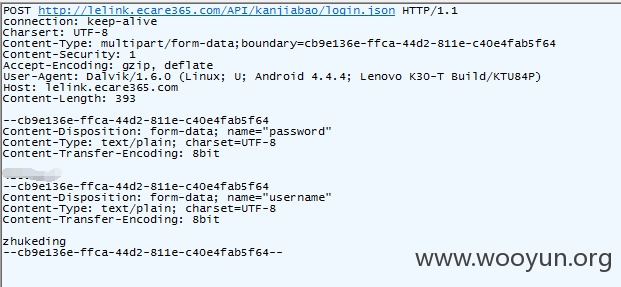 POST http://lelink.ecare365.com/API/kanjiabao/login.json HTTP/1.1
connection: keep-alive
Charsert: UTF-8
Content-Type: multipart/form-data;boundary=cb9e136e-ffca-44d2-811e-c40e4fab5f64
Content-Security: 1
Accept-Encoding: gzip, deflate
User-Agent: Dalvik/1.6.0 (Linux; U; Android 4.4.4; Lenovo K30-T Build/KTU84P)
Host: lelink.ecare365.com
Content-Length: 393
--cb9e136e-ffca-44d2-811e-c40e4fab5f64
Content-Disposition: form-data; name="password"
Content-Type: text/plain; charset=UTF-8
Content-Transfer-Encoding: 8bit
--cb9e136e-ffca-44d2-811e-c40e4fab5f64
Content-Disposition: form-data; name="username"
Content-Type: text/plain; charset=UTF-8
Content-Transfer-Encoding: 8bit
zhukeding
--cb9e136e-ffca-44d2-811e-c40e4fab5f64--
www.wooyun.org